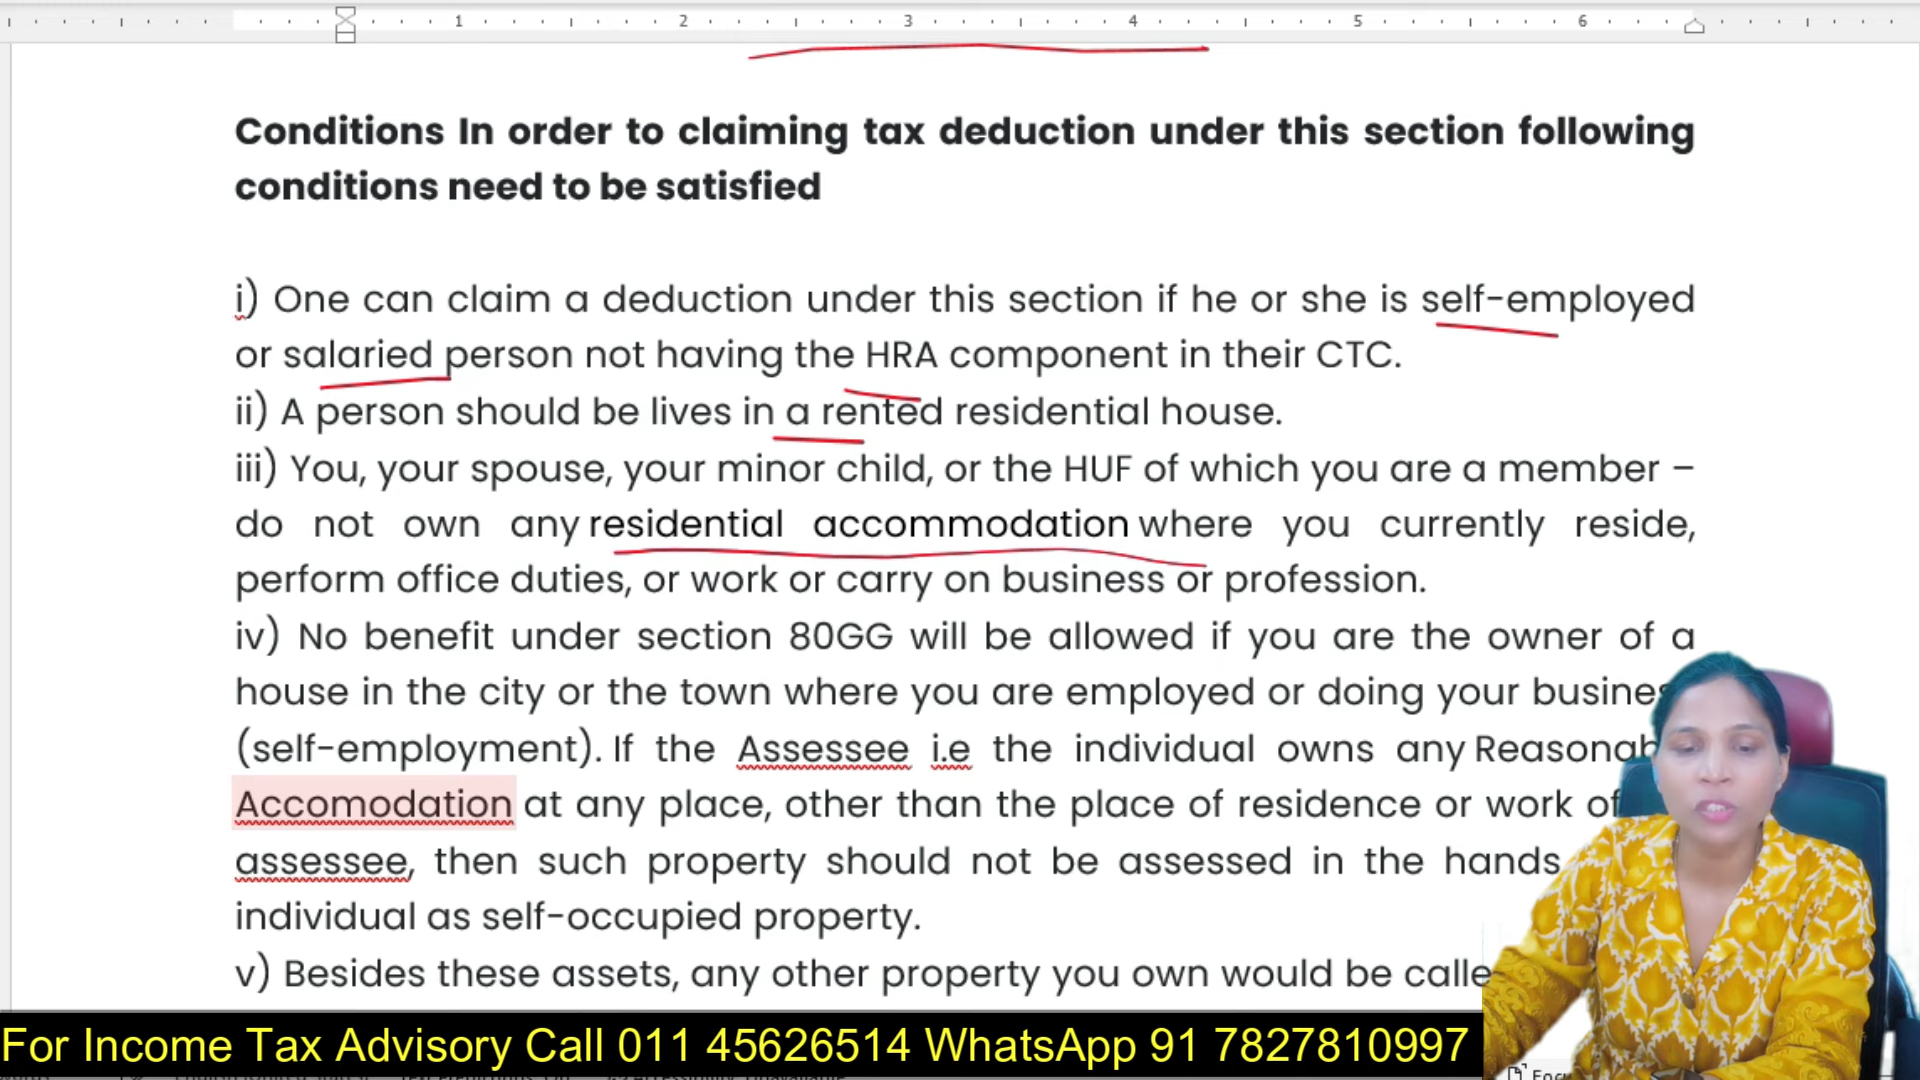 1 2 3 4 5 6
Conditions In order to claiming tax deduction under this section following
conditions need to be satisfied
i) One can claim a deduction under this section if he or she is self-employed
or salaried person not having the HRA component in their CTC.
ii) A person should be lives in a rented residential house.
iii) You, your spouse, your minor child, or the HUF of which you are a member –
do not own any residential accommodation where you currently reside,
perform office duties, or work or carry on business or profession.
iv) No benefit under section 80GG will be allowed if you are the owner of a
house in the city or the town where you are employed or doing your
(self-employment). If the Assessee i.e the individual owns any
Accomodation at any place, other than the place of residence or work of
assessee, then such property should not be assessed in the hands
individual as self-occupied property.
v) Besides these assets, any other property you own would be
For Income Tax Advisory Call 011 45626514 WhatsApp 91 7827810997